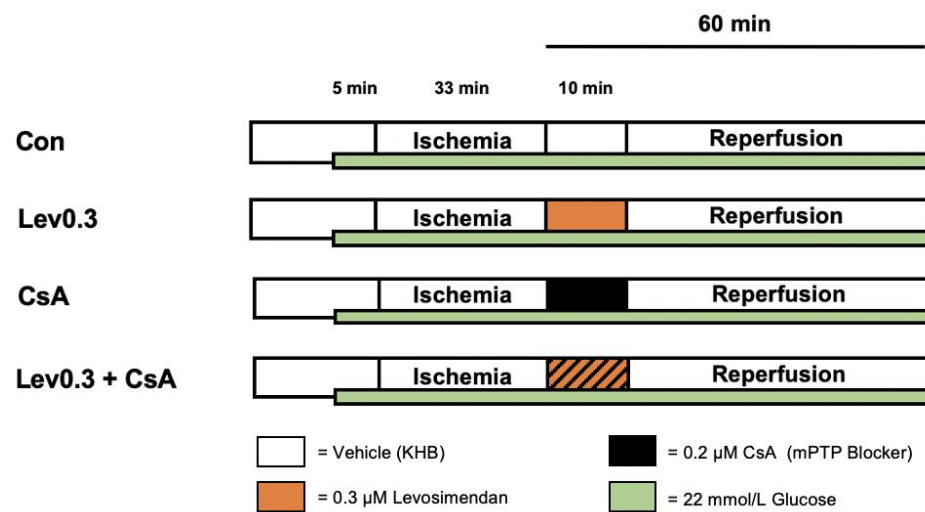 60 min
5 min 33 min 10 min
Con Ischemia Reperfusion
Lev0.3 Ischemia Reperfusion
CsA Ischemia Reperfusion
Lev0.3 + CsA Ischemia Reperfusion
= Vehicle (KHB) = 0.2 µM CsA (mPTP Blocker)
= 0.3 µM Levosimendan = 22 mmol/L Glucose